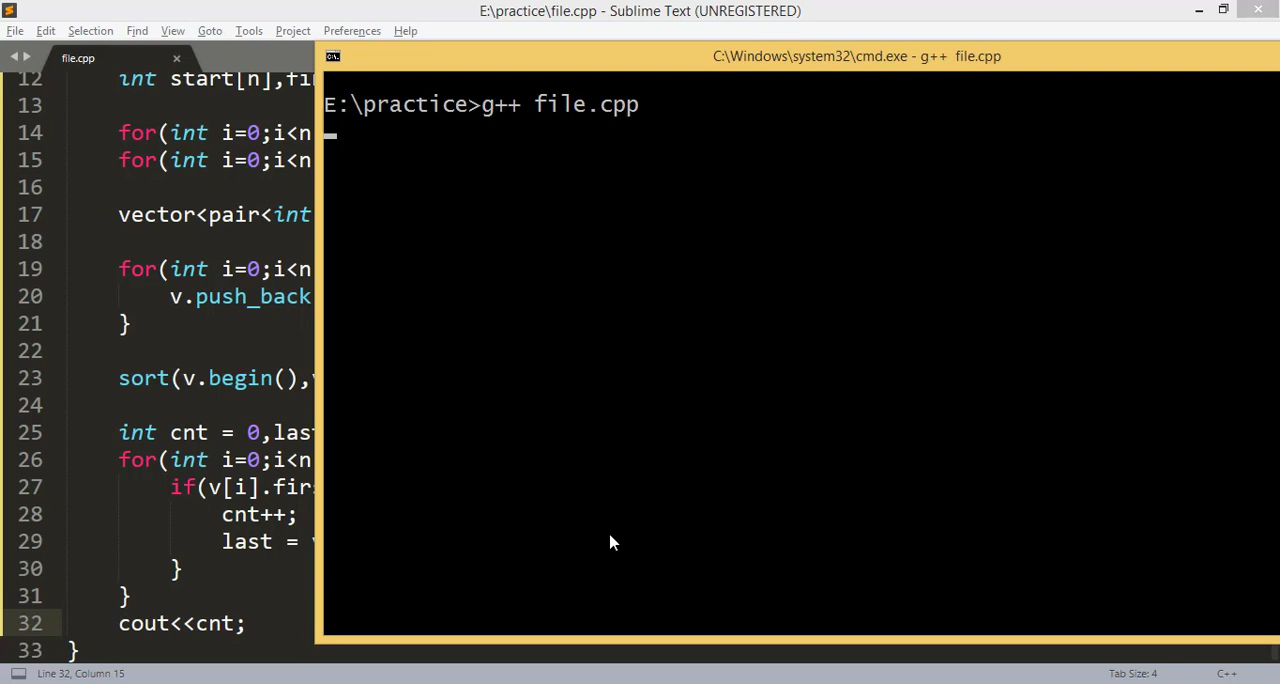 E:\practice\file.cpp - Sublime Text (UNREGISTERED)
File Edit Selection Find View Goto Tools Project Preferences Help
file.cpp
C:\Windows\system32\cmd.exe - g++ file.cpp
E:\practice>g++ file.cpp
12 int start[n],fin
13
14 for(int i=0;i<n
15 for(int i=0;i<n
16
17 vector<pair<int
18
19 for(int i=0;i<n
20 v.push_back
21 }
22
23 sort(v.begin(),v
24
25 int cnt = 0,last
26 for(int i=0;i<n
27 if(v[i].firs
28 cnt++;
29 last = v
30 }
31 }
32 cout<<cnt;
33 }
Line 32, Column 15
Tab Size: 4
C++